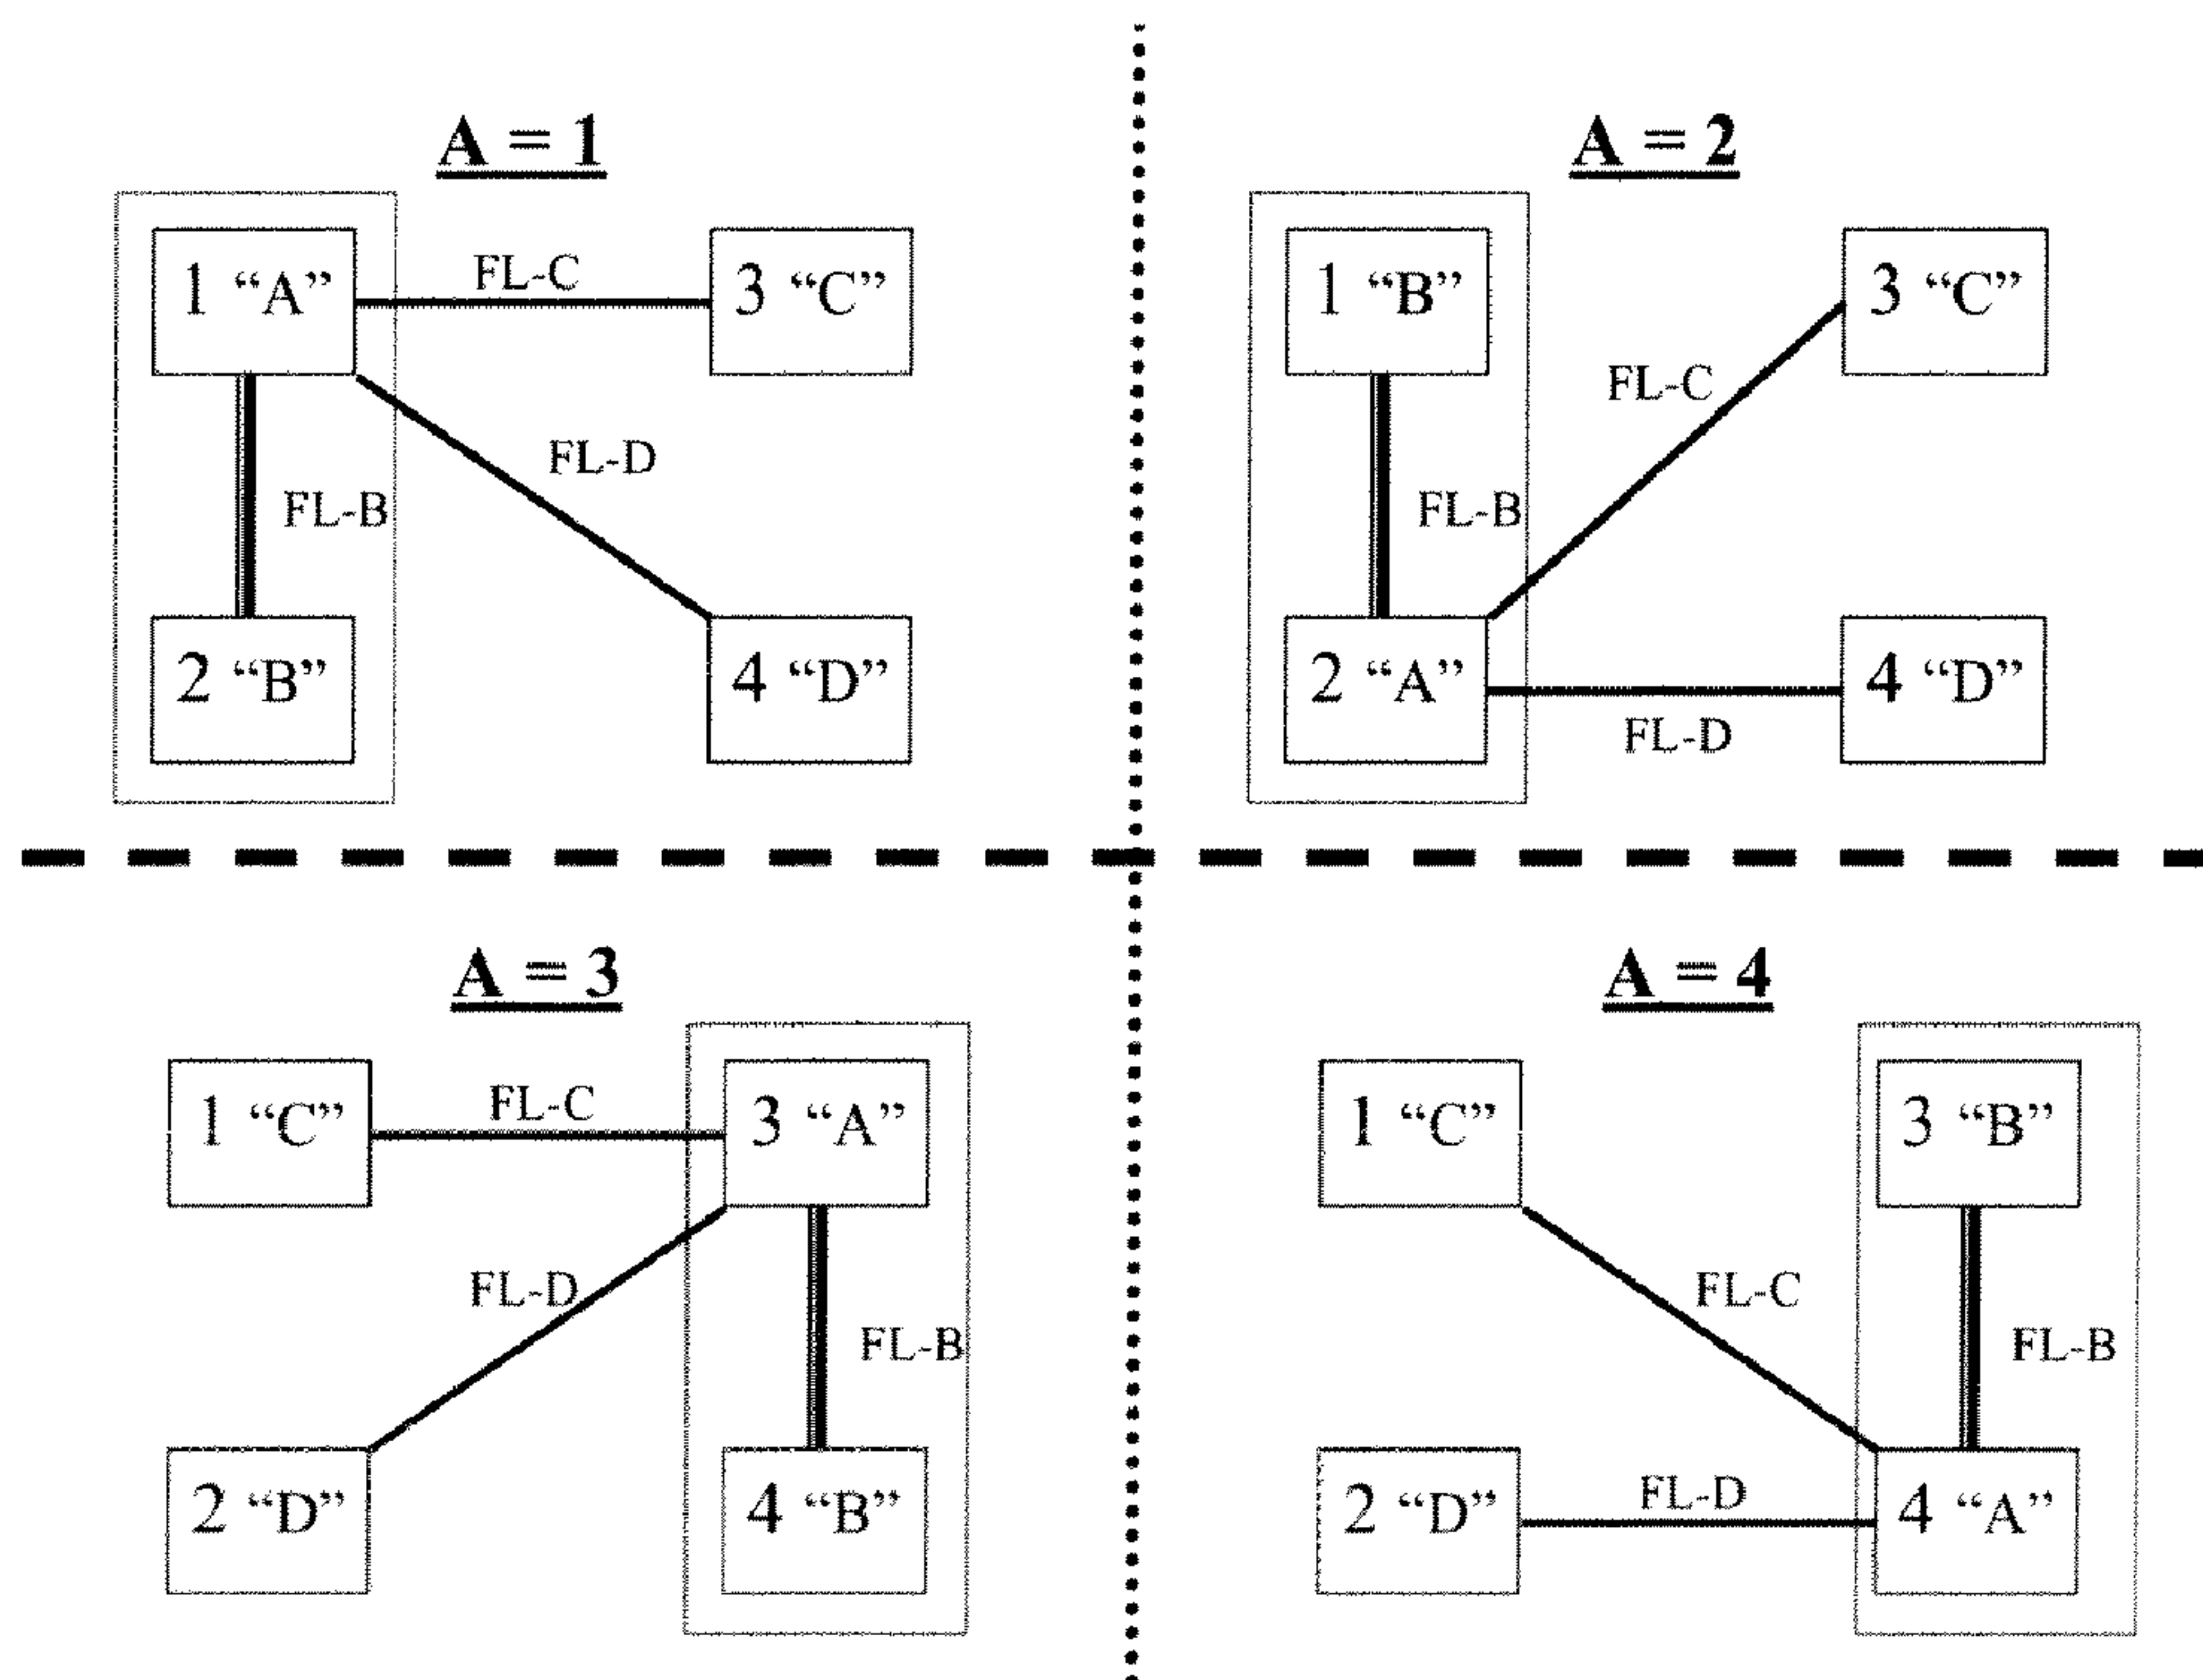 A = 1
1 “A”
FL-C
3 “C”
FL-D
FL-B
2 “B”
4 “D”
A = 2
1 “B”
3 “C”
FL-C
FL-B
2 “A”
4 “D”
FL-D
A = 3
1 “C”
FL-C
3 “A”
FL-D
FL-B
2 “D”
4 “B”
A = 4
1 “C”
3 “B”
FL-C
FL-B
2 “D”
FL-D
4 “A”